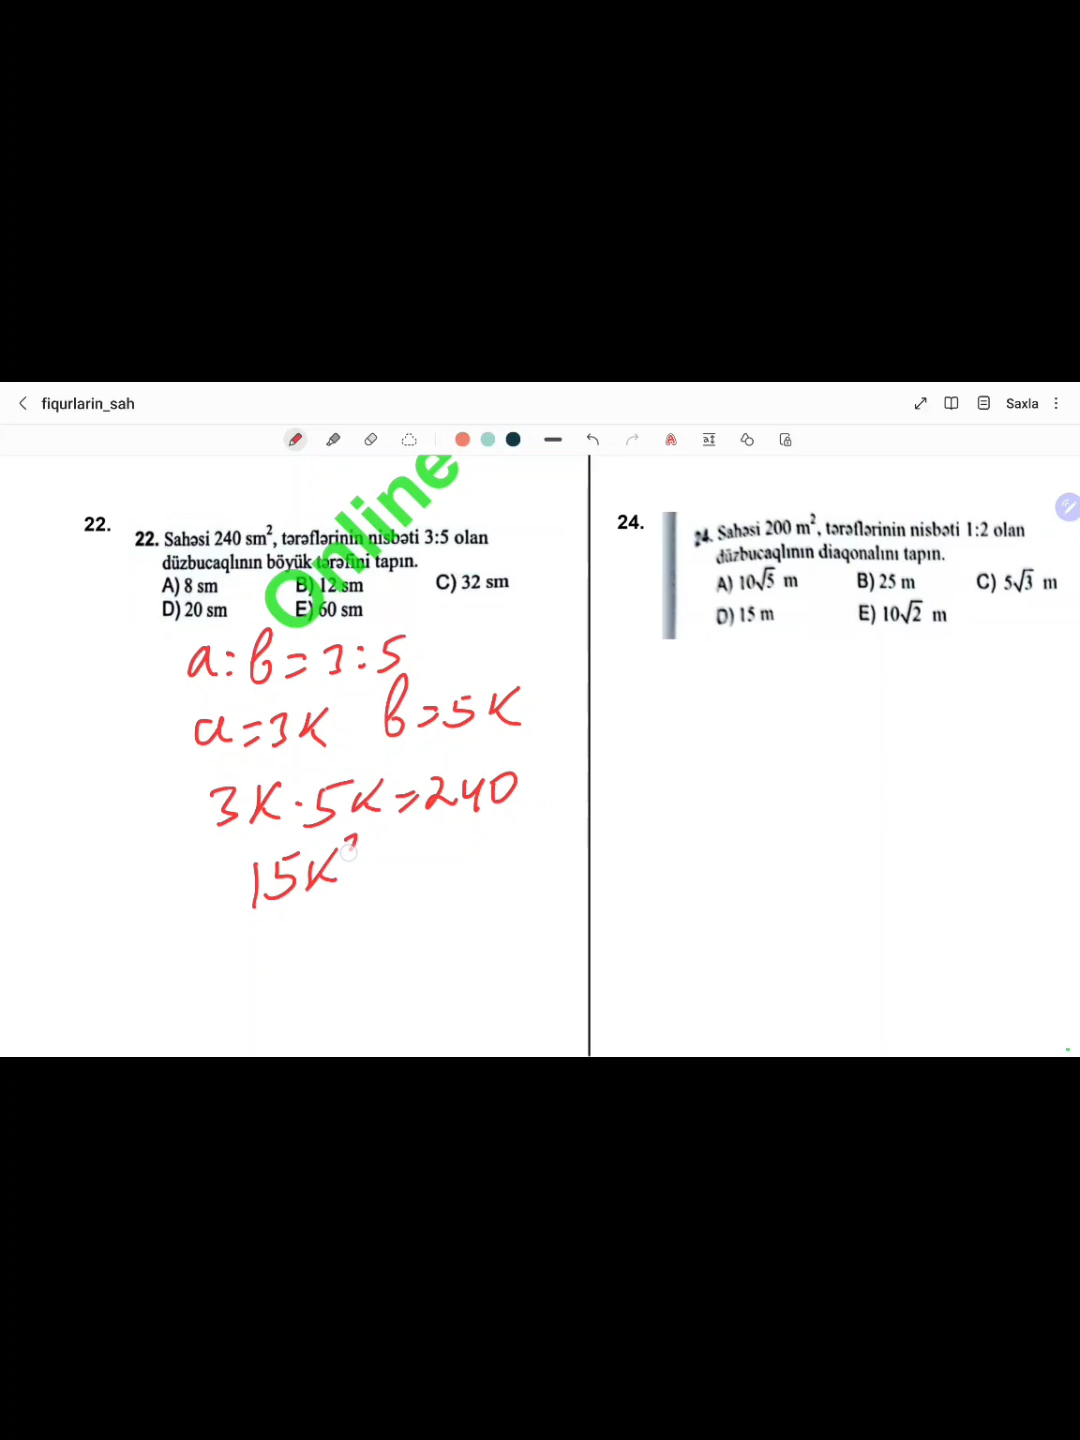 fiqurlarin_sah
Saxla
Online
22.
22. Sahəsi 240 sm², tərəflərinin nisbəti 3:5 olan
düzbucaqlının böyük tərəfini tapın.
A) 8 sm B) 12 sm C) 32 sm
D) 20 sm E) 60 sm
a:b=3:5
a=3K b=5K
3K·5K=240
15K²
24.
24. Sahəsi 200 m², tərəflərinin nisbəti 1:2 olan
düzbucaqlının diaqonalını tapın.
A) 10√5 m B) 25 m C) 5√3 m
D) 15 m E) 10√2 m